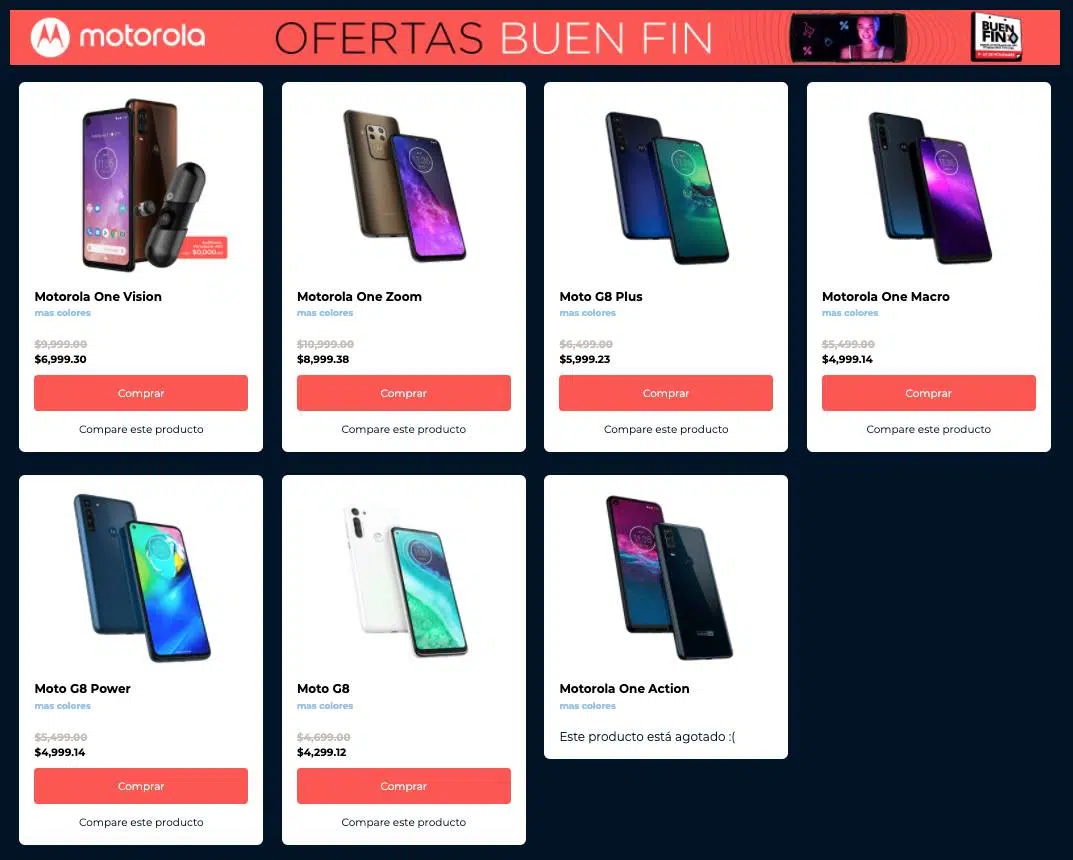 motorola
OFERTAS BUEN FIN
BUEN
FIN
Motorola One Vision
mas colores
$9,999.00
$6,999.30
Comprar
Compare este producto
Motorola One Zoom
mas colores
$10,999.00
$8,999.38
Comprar
Compare este producto
Moto G8 Plus
mas colores
$6,499.00
$5,999.23
Comprar
Compare este producto
Motorola One Macro
mas colores
$5,499.00
$4,999.14
Comprar
Compare este producto
Moto G8 Power
mas colores
$5,499.00
$4,999.14
Comprar
Compare este producto
Moto G8
mas colores
$4,699.00
$4,299.12
Comprar
Compare este producto
Motorola One Action
mas colores
Este producto está agotado :(